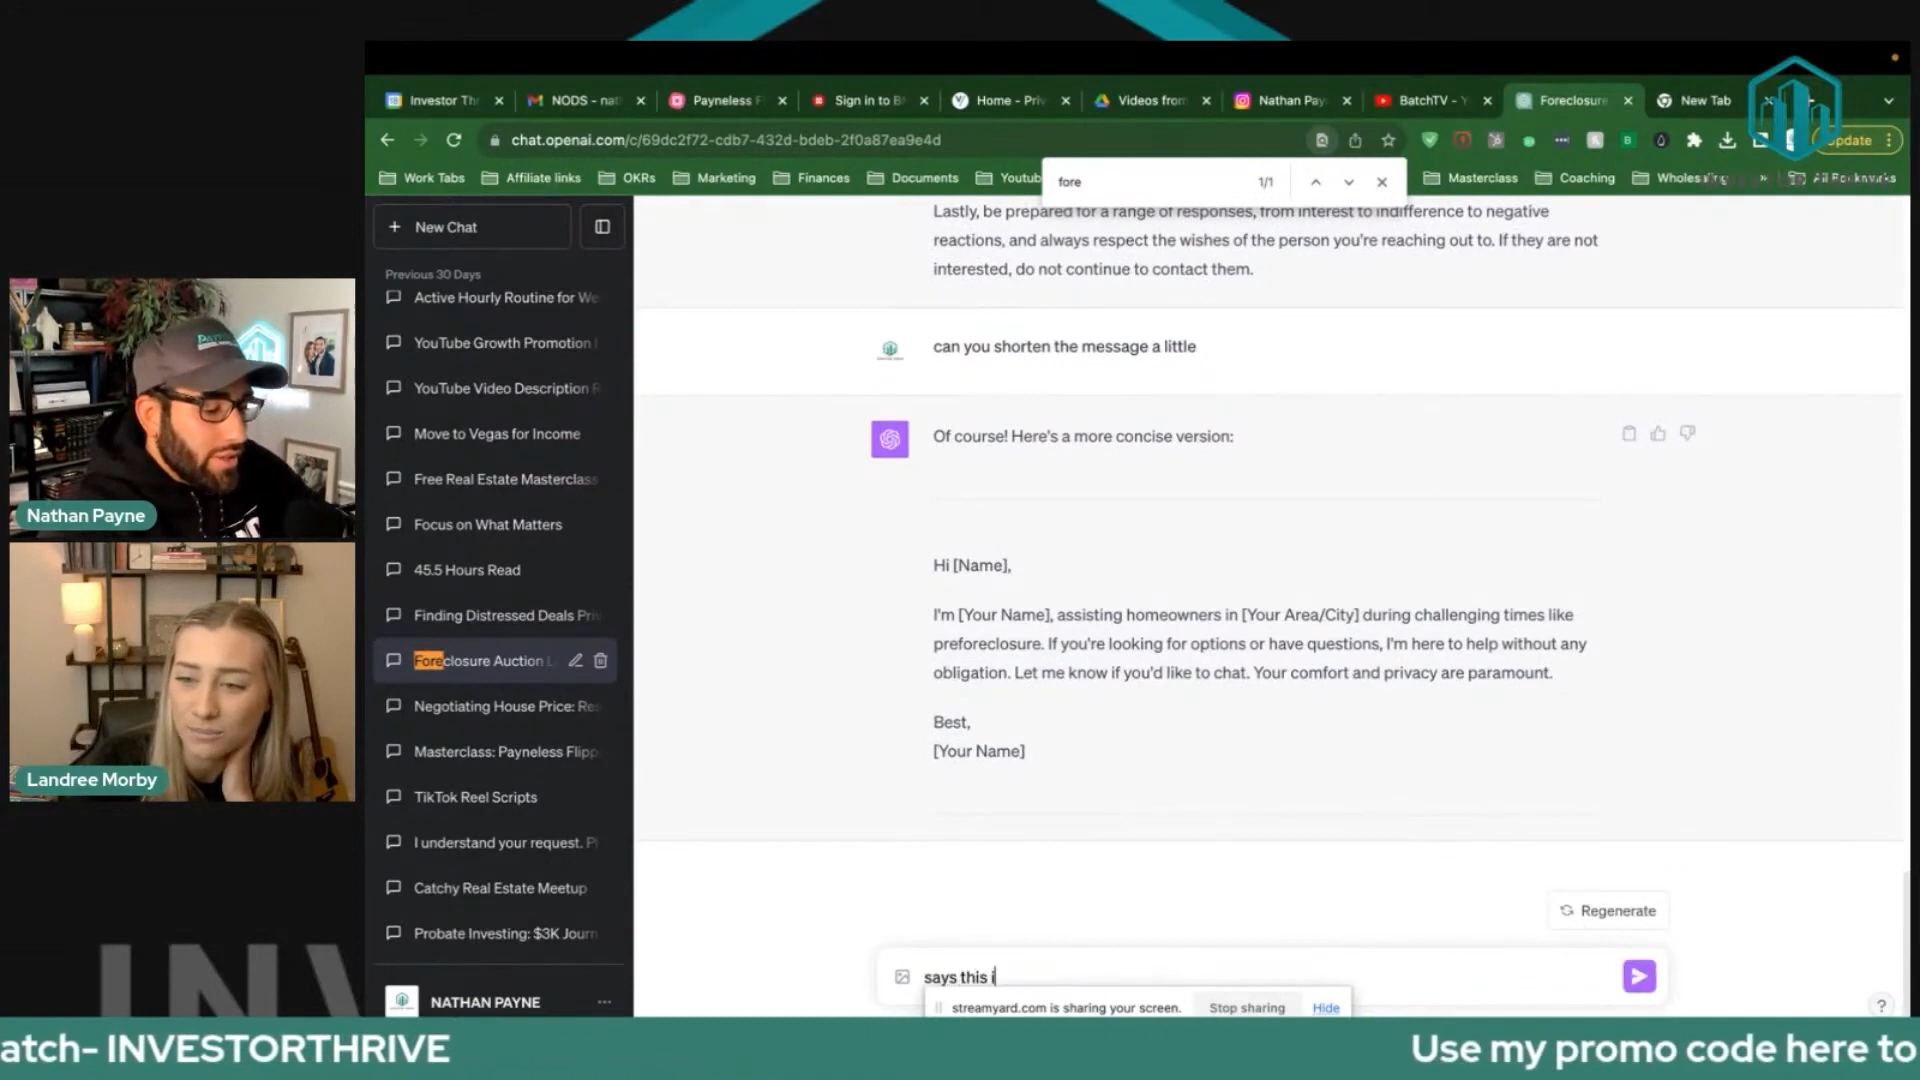 Investor Th
NODS - nat
Payneless F
Sign in to B
Home - Priv
Videos from
Nathan Pay
BatchTV - Y
Foreclosure
New Tab
chat.openai.com/c/69dc2f72-cdb7-432d-bdeb-2f0a87ea9e4d
Update
Work Tabs
Affiliate links
OKRs
Marketing
Finances
Documents
Youtub
fore
1/1
Masterclass
Coaching
All Bookmarks
New Chat
Previous 30 Days
Active Hourly Routine for We
YouTube Growth Promotion
YouTube Video Description
Move to Vegas for Income
Free Real Estate Masterclass
Focus on What Matters
45.5 Hours Read
Finding Distressed Deals Priv
Foreclosure Auction L
Negotiating House Price: Re
Masterclass: Payneless Flipp
TikTok Reel Scripts
I understand your request. P
Catchy Real Estate Meetup
Probate Investing: $3K Journ
NATHAN PAYNE
Lastly, be prepared for a range of responses, from interest to indifference to negative
reactions, and always respect the wishes of the person you're reaching out to. If they are not
interested, do not continue to contact them.
can you shorten the message a little
Of course! Here's a more concise version:
Hi [Name],
I'm [Your Name], assisting homeowners in [Your Area/City] during challenging times like
preforeclosure. If you're looking for options or have questions, I'm here to help without any
obligation. Let me know if you'd like to chat. Your comfort and privacy are paramount.
Best,
[Your Name]
Regenerate
says this i
streamyard.com is sharing your screen.
Stop sharing
Hide
?
Nathan Payne
Landree Morby
INV
atch- INVESTORTHRIVE
Use my promo code here to